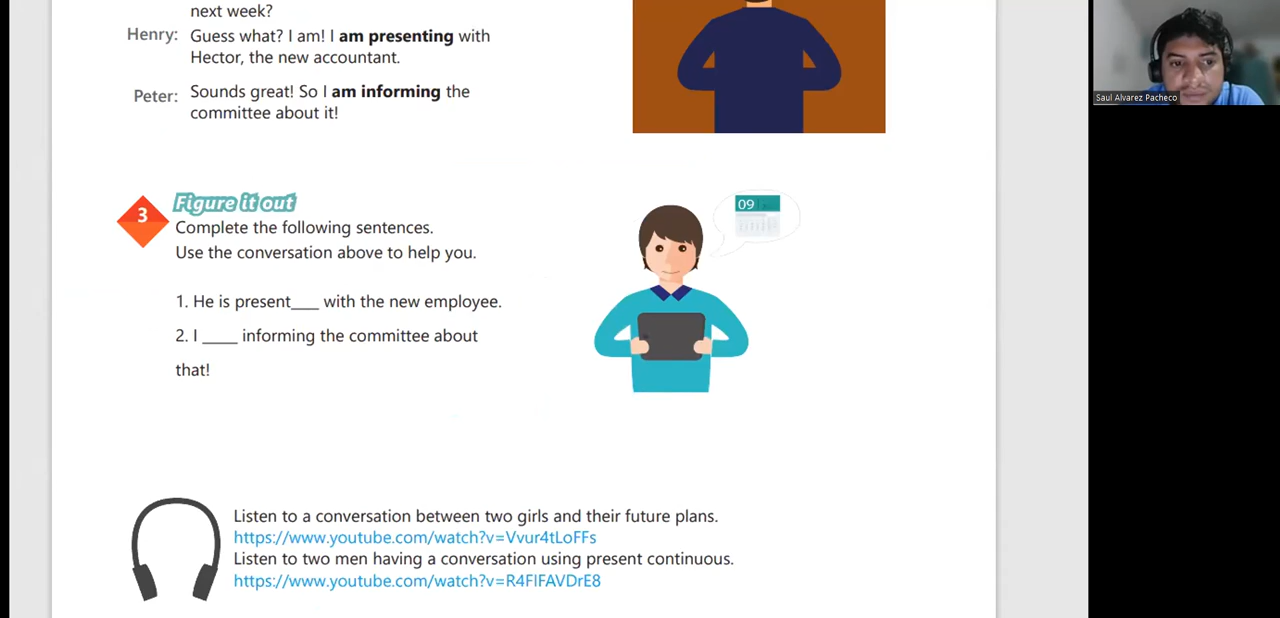 next week?
Henry: Guess what? I am! I am presenting with
Hector, the new accountant.
Peter: Sounds great! So I am informing the
committee about it!
Saul Alvarez Pacheco
3
Figure it out
Complete the following sentences.
Use the conversation above to help you.
09
1. He is present___ with the new employee.
2. I ____ informing the committee about
that!
Listen to a conversation between two girls and their future plans.
https://www.youtube.com/watch?v=Vvur4tLoFFs
Listen to two men having a conversation using present continuous.
https://www.youtube.com/watch?v=R4FlFAVDrE8